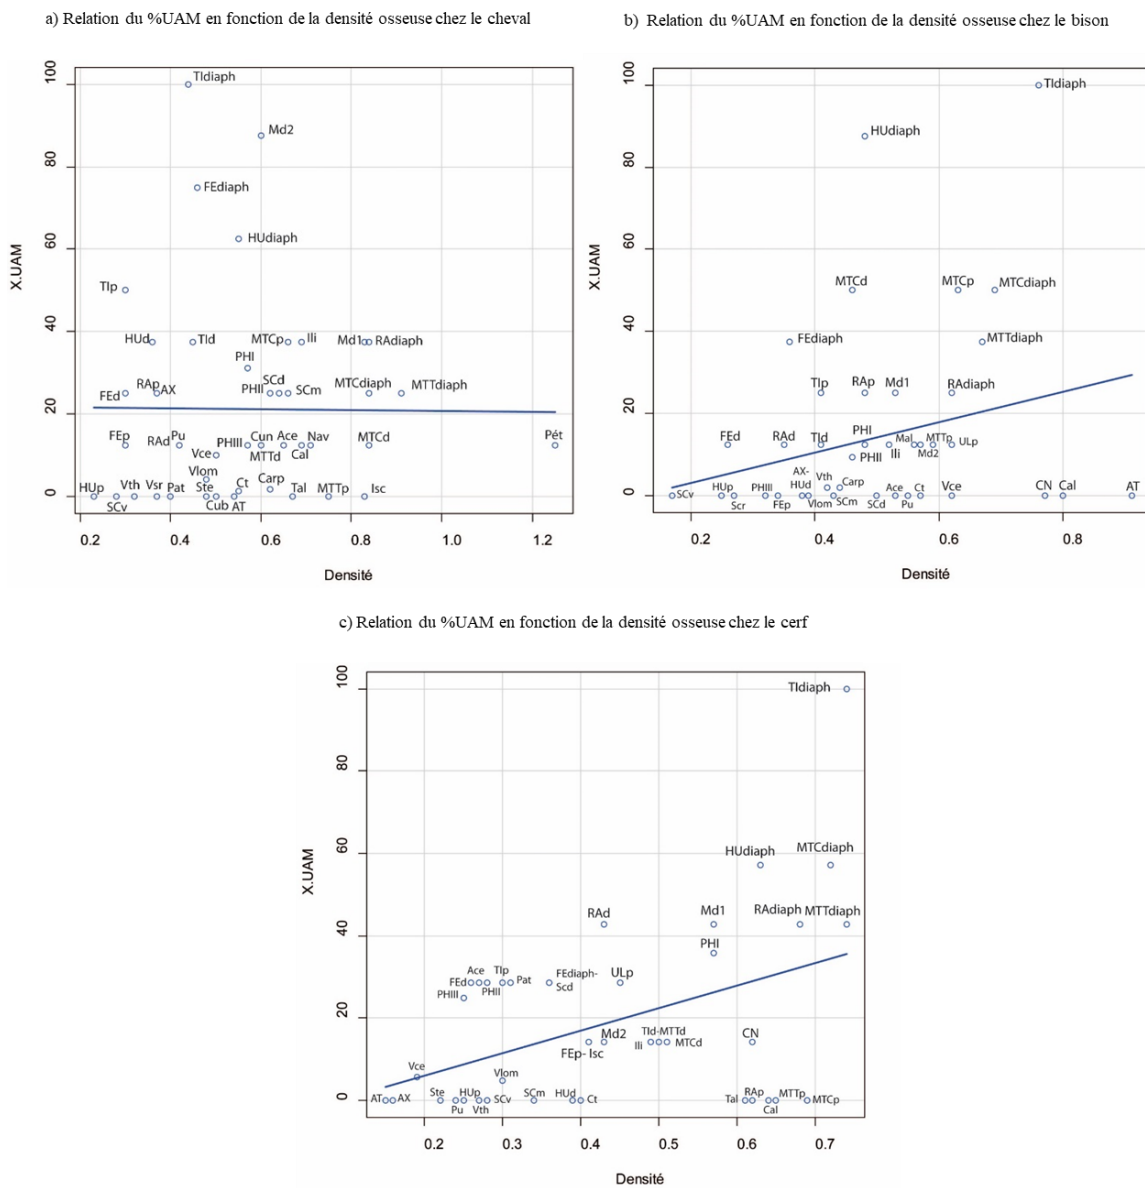 a) Relation du %UAM en fonction de la densité osseuse chez le cheval
X.UAM
100
80
60
40
20
0
TIdiaph
Md2
FEdiaph
HUdiaph
TIp
HUd TId MTCp Ili Md1 RAdiaph
PHI
FEd RAp AX PHII SCd SCm MTCdiaph MTTdiaph
FEp RAd Pu PHIII Cun Ace Nav MTCd Pét
Vce MTTd Cal
Vlom Ct Carp
HUp Vth Vsr Pat Ste Tal MTTp Isc
SCv Cub AT
0.2 0.4 0.6 0.8 1.0 1.2
Densité
b) Relation du %UAM en fonction de la densité osseuse chez le bison
X.UAM
100
80
60
40
20
0
TIdiaph
HUdiaph
MTCd MTCp MTCdiaph
FEdiaph MTTdiaph
TIp RAp Md1 RAdiaph
FEd RAd TId PHI Mal MTTp ULp
PHII Ili Md2
AX-
HUd Vth Carp
SCv HUp PHIII Ace Ct Vce CN Cal AT
Scr FEp Vlom SCm SCd Pu
0.2 0.4 0.6 0.8
Densité
c) Relation du %UAM en fonction de la densité osseuse chez le cerf
X.UAM
100
80
60
40
20
0
TIdiaph
HUdiaph MTCdiaph
RAd Md1 RAdiaph MTTdiaph
PHI
Ace TIp FEdiaph- ULp
FEd Pat Scd
PHIII PHII
Md2 TId-MTTd CN
FEp- Isc Ili MTCd
Vce Vlom
AT AX Ste HUp SCv SCm HUd Ct Tal RAp MTTp MTCp
Pu Vth Cal
0.2 0.3 0.4 0.5 0.6 0.7
Densité